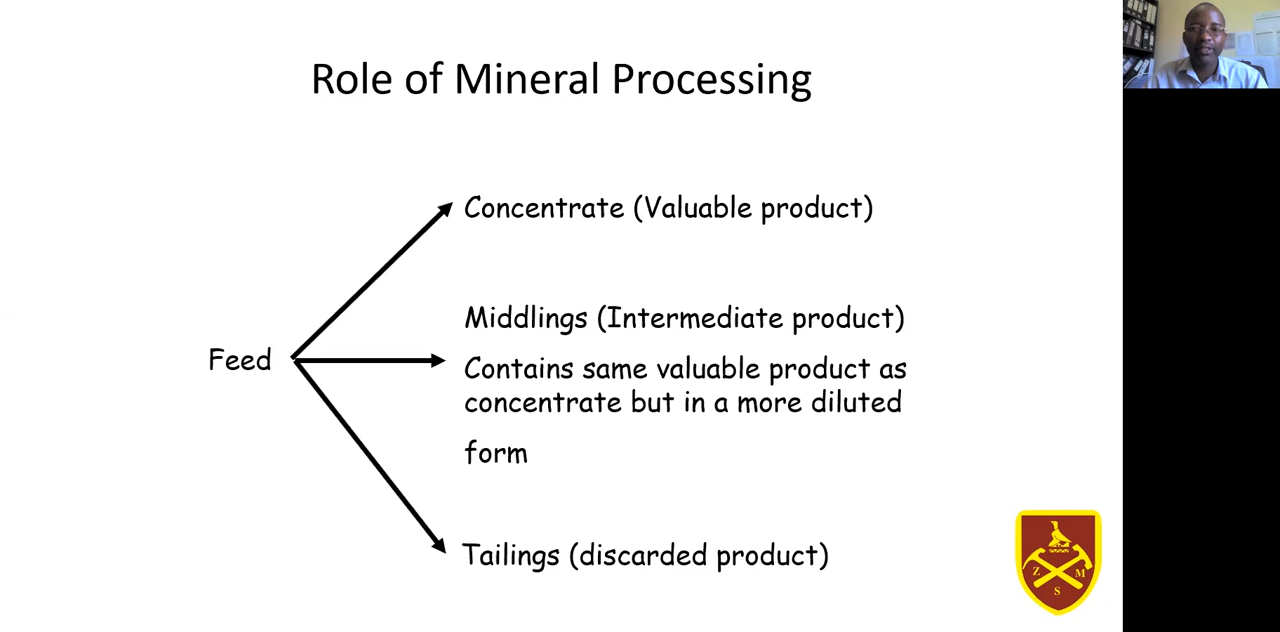 Role of Mineral Processing
Concentrate (Valuable product)
Middlings (Intermediate product)
Feed
Contains same valuable product as
concentrate but in a more diluted
form
Tailings (discarded product)
Z M
S